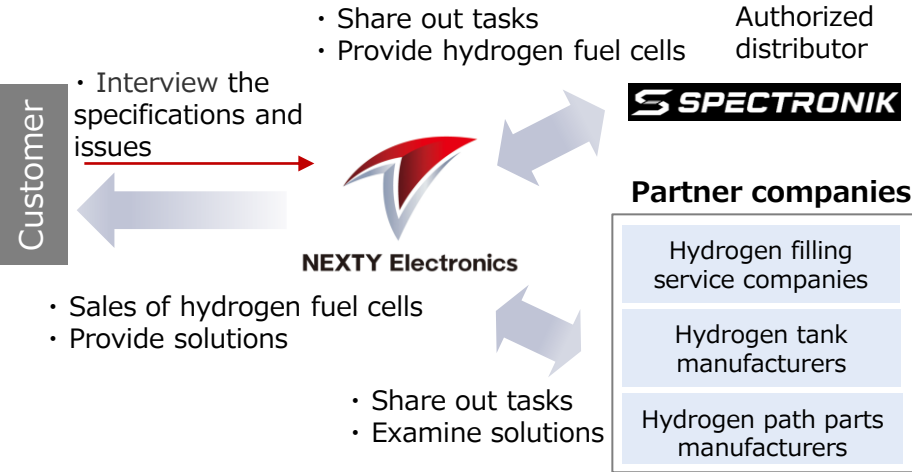 ・Share out tasks
・Provide hydrogen fuel cells
Authorized
distributor
SPECTRONIK
・Interview the
specifications and
issues
Customer
NEXTY Electronics
・Sales of hydrogen fuel cells
・Provide solutions
Partner companies
Hydrogen filling
service companies
Hydrogen tank
manufacturers
Hydrogen path parts
manufacturers
・Share out tasks
・Examine solutions